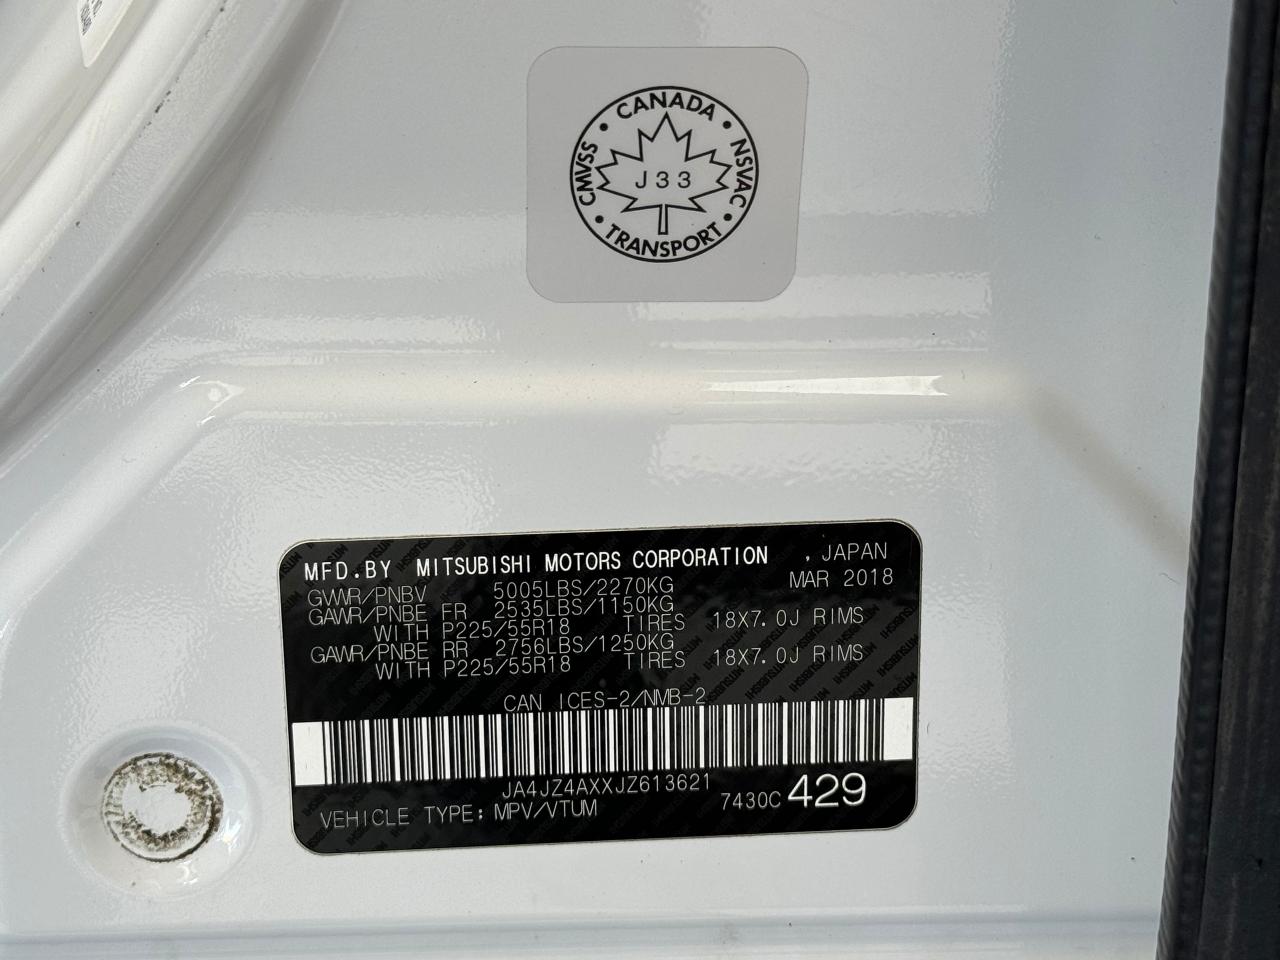 CANADA
CMVSS
NSVAC
J33
TRANSPORT
MFD.BY MITSUBISHI MOTORS CORPORATION , JAPAN
GWWR/PNBV 5005LBS/2270KG MAR 2018
GAWR/PNBE FR 2535LBS/1150KG
WITH P225/55R18 TIRES 18X7.0J RIMS
GAWR/PNBE RR 2756LBS/1250KG
WITH P225/55R18 TIRES 18X7.0J RIMS
CAN ICES-2/NMB-2
JA4JZ4AXXJZ613621
VEHICLE TYPE: MPV/VTUM 7430C 429